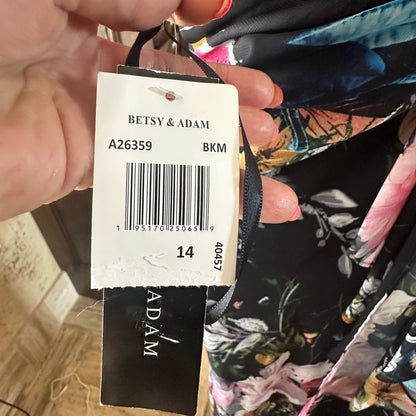 BETSY & ADAM
A26359 BKM
1 95170 25065 9
14
40457
ADAM